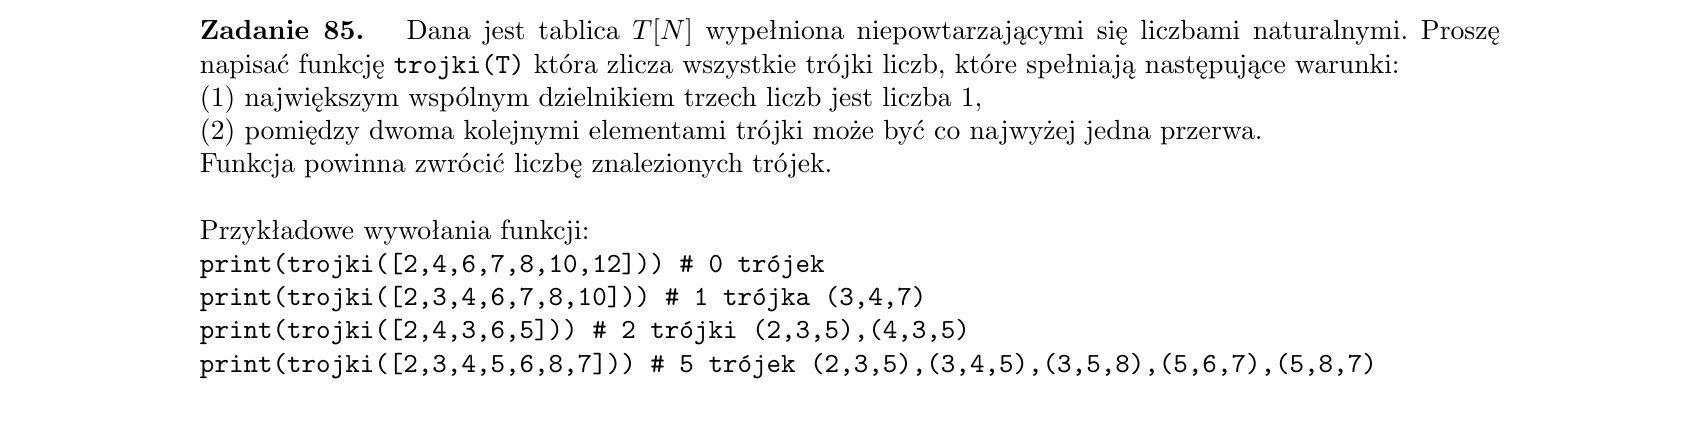 Zadanie 85. Dana jest tablica T[N] wypełniona niepowtarzającymi się liczbami naturalnymi. Proszę
napisać funkcję trojki(T) która zlicza wszystkie trójki liczb, które spełniają następujące warunki:
(1) największym wspólnym dzielnikiem trzech liczb jest liczba 1,
(2) pomiędzy dwoma kolejnymi elementami trójki może być co najwyżej jedna przerwa.
Funkcja powinna zwrócić liczbę znalezionych trójek.
Przykładowe wywołania funkcji:
print(trojki([2,4,6,7,8,10,12])) # 0 trójek
print(trojki([2,3,4,6,7,8,10])) # 1 trójka (3,4,7)
print(trojki([2,4,3,6,5])) # 2 trójki (2,3,5),(4,3,5)
print(trojki([2,3,4,5,6,8,7])) # 5 trójek (2,3,5),(3,4,5),(3,5,8),(5,6,7),(5,8,7)